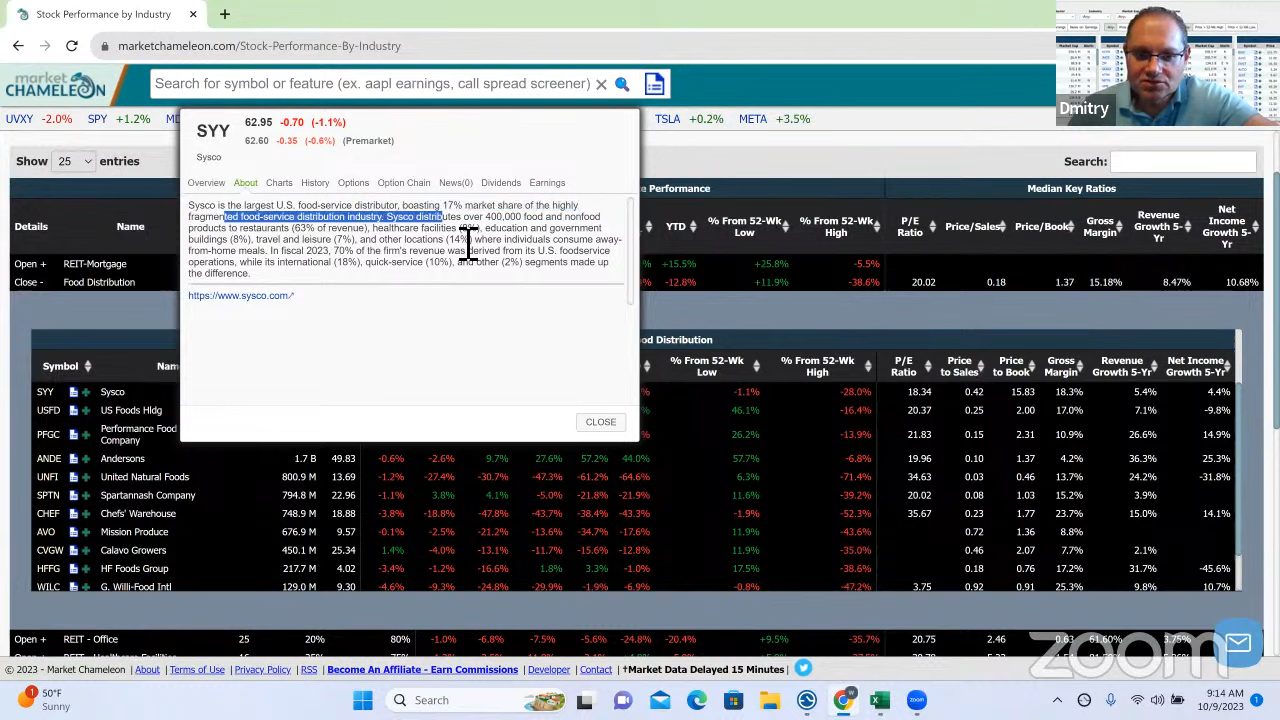 Stock Performance by Industry
marketchameleon.com/Stock-Performance-By-Industry
market CHAMELEON
Search for symbol or feature (ex. aapl earnings, call spread screener)
UVXY -2.0% SPY +1.2% TSLA +0.2% META +3.5%
Dmitry
Show 25 entries
Search:
SYY 62.95 -0.70 (-1.1%)
62.60 -0.35 (-0.6%) (Premarket)
Sysco
Overview About Charts History Options Option Chain News(0) Dividends Earnings
Sysco is the largest U.S. food-service distributor, boasting 17% market share of the highly
fragmented food-service distribution industry. Sysco distributes over 400,000 food and nonfood
products to restaurants (63% of revenue), healthcare facilities education and government
buildings (8%), travel and leisure (7%), and other locations (14%) where individuals consume away-
from-home meals. In fiscal 2023, 70% of the firm's revenue was derived from its U.S. foodservice
operations, while its international (18%), quick-service (10%), and other (2%) segments made up
the difference.
https://www.sysco.com
CLOSE
Performance Median Key Ratios
Details YTD % From 52-Wk Low % From 52-Wk High P/E Ratio Price/Sales Price/Book Gross Margin Revenue Growth 5-Yr Net Income Growth 5-Yr
Open + REIT-Mortgage +15.5% +25.8% -5.5%
Close - Food Distribution -12.8% +11.9% -38.6% 20.02 0.18 1.37 15.18% 8.47% 10.68%
od Distribution
Symbol Nam % From 52-Wk Low % From 52-Wk High P/E Ratio Price to Sales Price to Book Gross Margin Revenue Growth 5-Yr Net Income Growth 5-Yr
SYY Sysco -1.1% -28.0% 18.34 0.42 15.83 18.3% 5.4% 4.4%
USFD US Foods Hldg 46.1% -16.4% 20.37 0.25 2.00 17.0% 7.1% -9.8%
PFGC Performance Food Company 26.2% -13.9% 21.83 0.15 2.31 10.9% 26.6% 14.9%
ANDE Andersons 1.7 B 49.83 -0.6% -2.6% 9.7% 27.6% 57.2% 44.0% 57.7% -6.8% 19.96 0.10 1.37 4.2% 36.3% 25.3%
UNFI United Natural Foods 800.9 M 13.69 -1.2% -27.4% -30.7% -47.3% -61.2% -64.6% 6.3% -71.4% 34.63 0.03 0.46 13.7% 24.2% -31.8%
SPTN Spartannash Company 794.8 M 22.96 -1.1% 3.8% 4.1% -5.0% -21.8% -21.9% 11.6% -39.2% 20.02 0.08 1.03 15.2% 3.9%
CHEF Chefs' Warehouse 748.9 M 18.88 -3.8% -18.8% -47.8% -43.7% -38.4% -43.3% -1.9% -52.3% 35.67 0.23 1.77 23.7% 15.0% 14.1%
AVO Mission Produce 676.9 M 9.57 -0.1% -2.5% -21.2% -13.6% -34.7% -17.6% 11.9% -43.6% 0.72 1.36 8.8%
CVGW Calavo Growers 450.1 M 25.34 1.4% -4.0% -13.1% -11.7% -15.6% -12.8% 11.9% -35.0% 0.46 2.07 7.7% 2.1%
HFFG HF Foods Group 217.7 M 4.02 -3.4% -1.2% -16.6% 1.8% 3.3% -1.0% 17.5% -38.6% 0.18 0.76 17.2% 31.7% -45.6%
WILC G. Willi-Food Intl 129.0 M 9.30 -4.6% -9.3% -24.8% -29.9% -1.9% -6.9% -0.8% -47.2% 3.75 0.92 0.91 25.3% 9.8% 10.7%
Open + REIT - Office 25 20% 80% -1.0% -6.8% -7.5% -5.6% -24.8% -20.4% +9.5% -35.7% 20.75 2.46 0.63 61.60% 3.75%
zoom
© 2023 - Market Chameleon | About | Terms of Use | Privacy Policy | RSS | Become An Affiliate - Earn Commissions | Developer | Contact | †Market Data Delayed 15 Minutes |
50°F
Sunny
Search
9:14 AM
10/9/2023